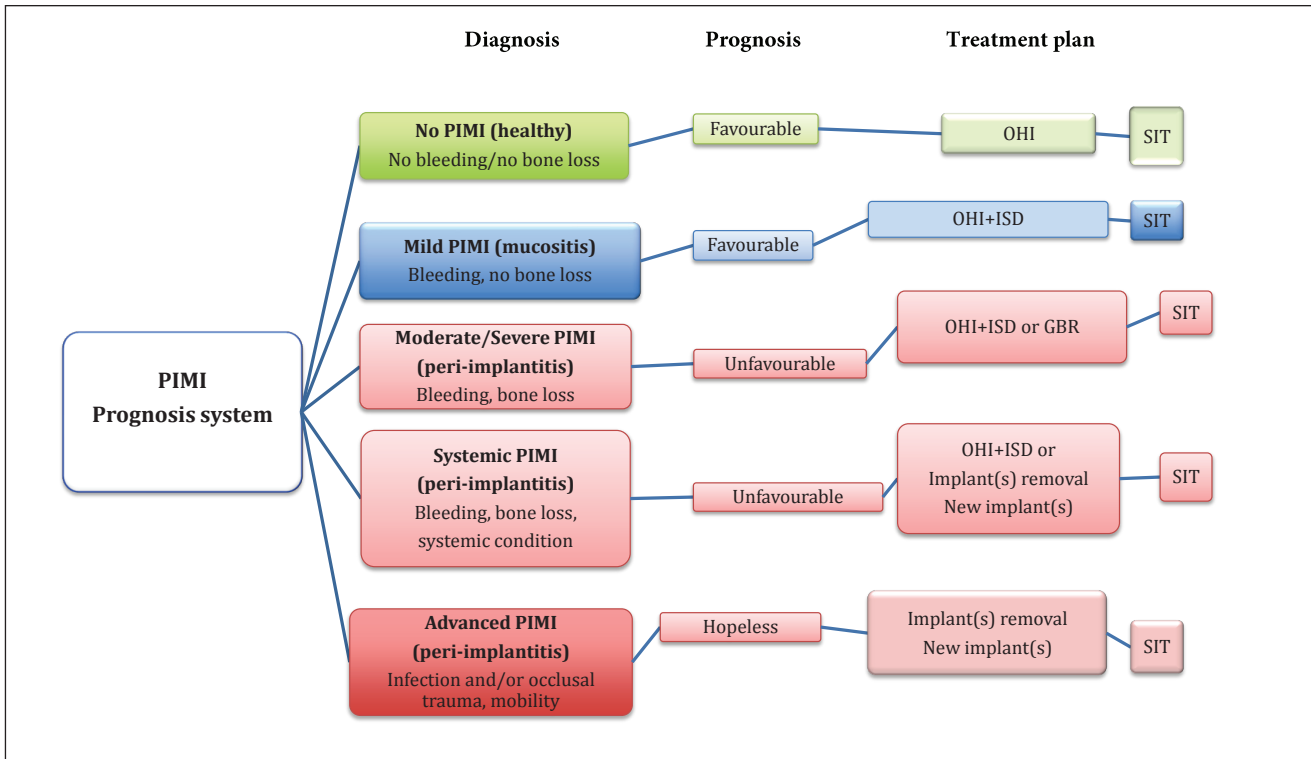 Diagnosis
Prognosis
Treatment plan
PIMI
Prognosis system
No PIMI (healthy)
No bleeding/no bone loss
Favourable
OHI
SIT
Mild PIMI (mucositis)
Bleeding, no bone loss
Favourable
OHI+ISD
SIT
Moderate/Severe PIMI
(peri-implantitis)
Bleeding, bone loss
Unfavourable
OHI+ISD or GBR
SIT
Systemic PIMI
(peri-implantitis)
Bleeding, bone loss,
systemic condition
Unfavourable
OHI+ISD or
Implant(s) removal
New implant(s)
SIT
Advanced PIMI
(peri-implantitis)
Infection and/or occlusal
trauma, mobility
Hopeless
Implant(s) removal
New implant(s)
SIT